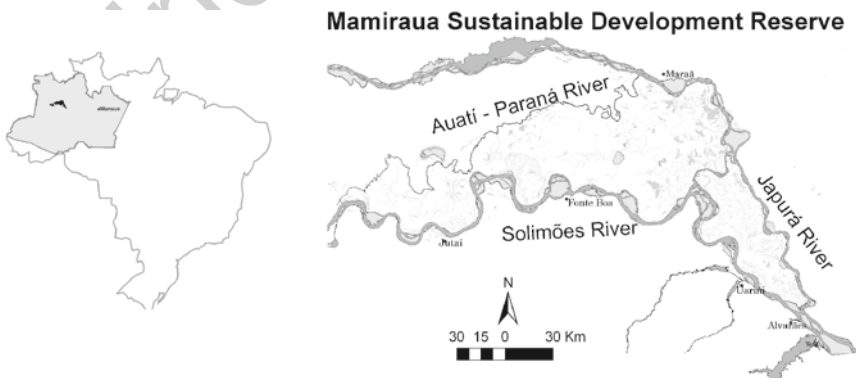 Mamiraua Sustainable Development Reserve
Manaus
Maraã
Auatí - Paraná River
Japurá River
Fonte Boa
Solimões River
Jutaí
Uarini
Alvarães
N
30 15 0 30 Km